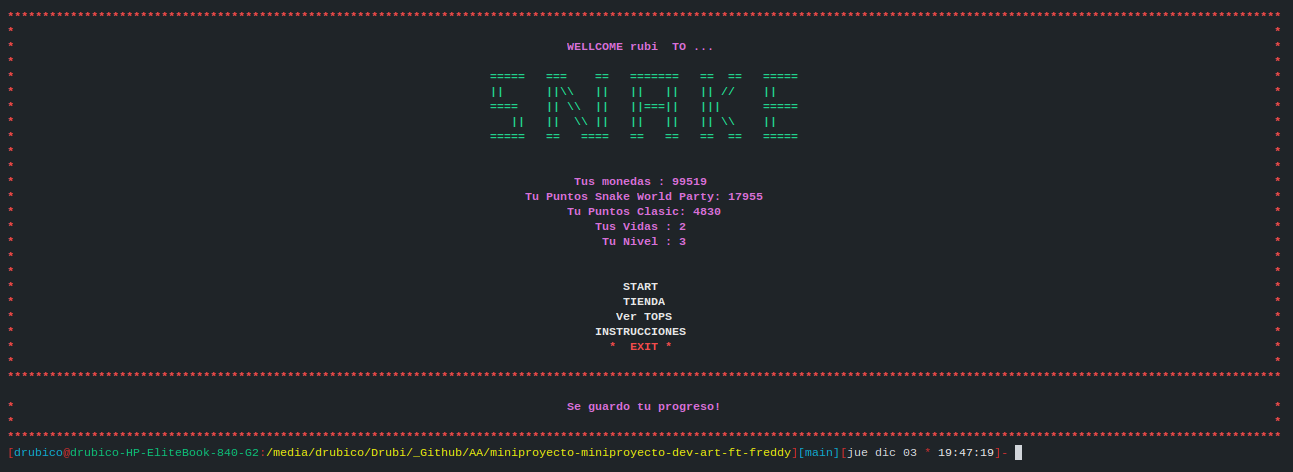 WELLCOME rubi  TO ...
=====   ===    ==   =======   ==  ==   =====
||      ||\\   ||   ||   ||   || //    ||
====    || \\  ||   ||===||   |||      =====
   ||   ||  \\ ||   ||   ||   || \\    ||
=====   ==   ====   ==   ==   ==  ==   =====
Tus monedas : 99519
Tu Puntos Snake World Party: 17955
Tu Puntos Clasic: 4830
Tus Vidas : 2
Tu Nivel : 3
START
TIENDA
Ver TOPS
INSTRUCCIONES
*  EXIT *
Se guardo tu progreso!
[drubico@drubico-HP-EliteBook-840-G2:/media/drubico/Drubi/_Github/AA/miniproyecto-miniproyecto-dev-art-ft-freddy][main][jue dic 03 * 19:47:19]-